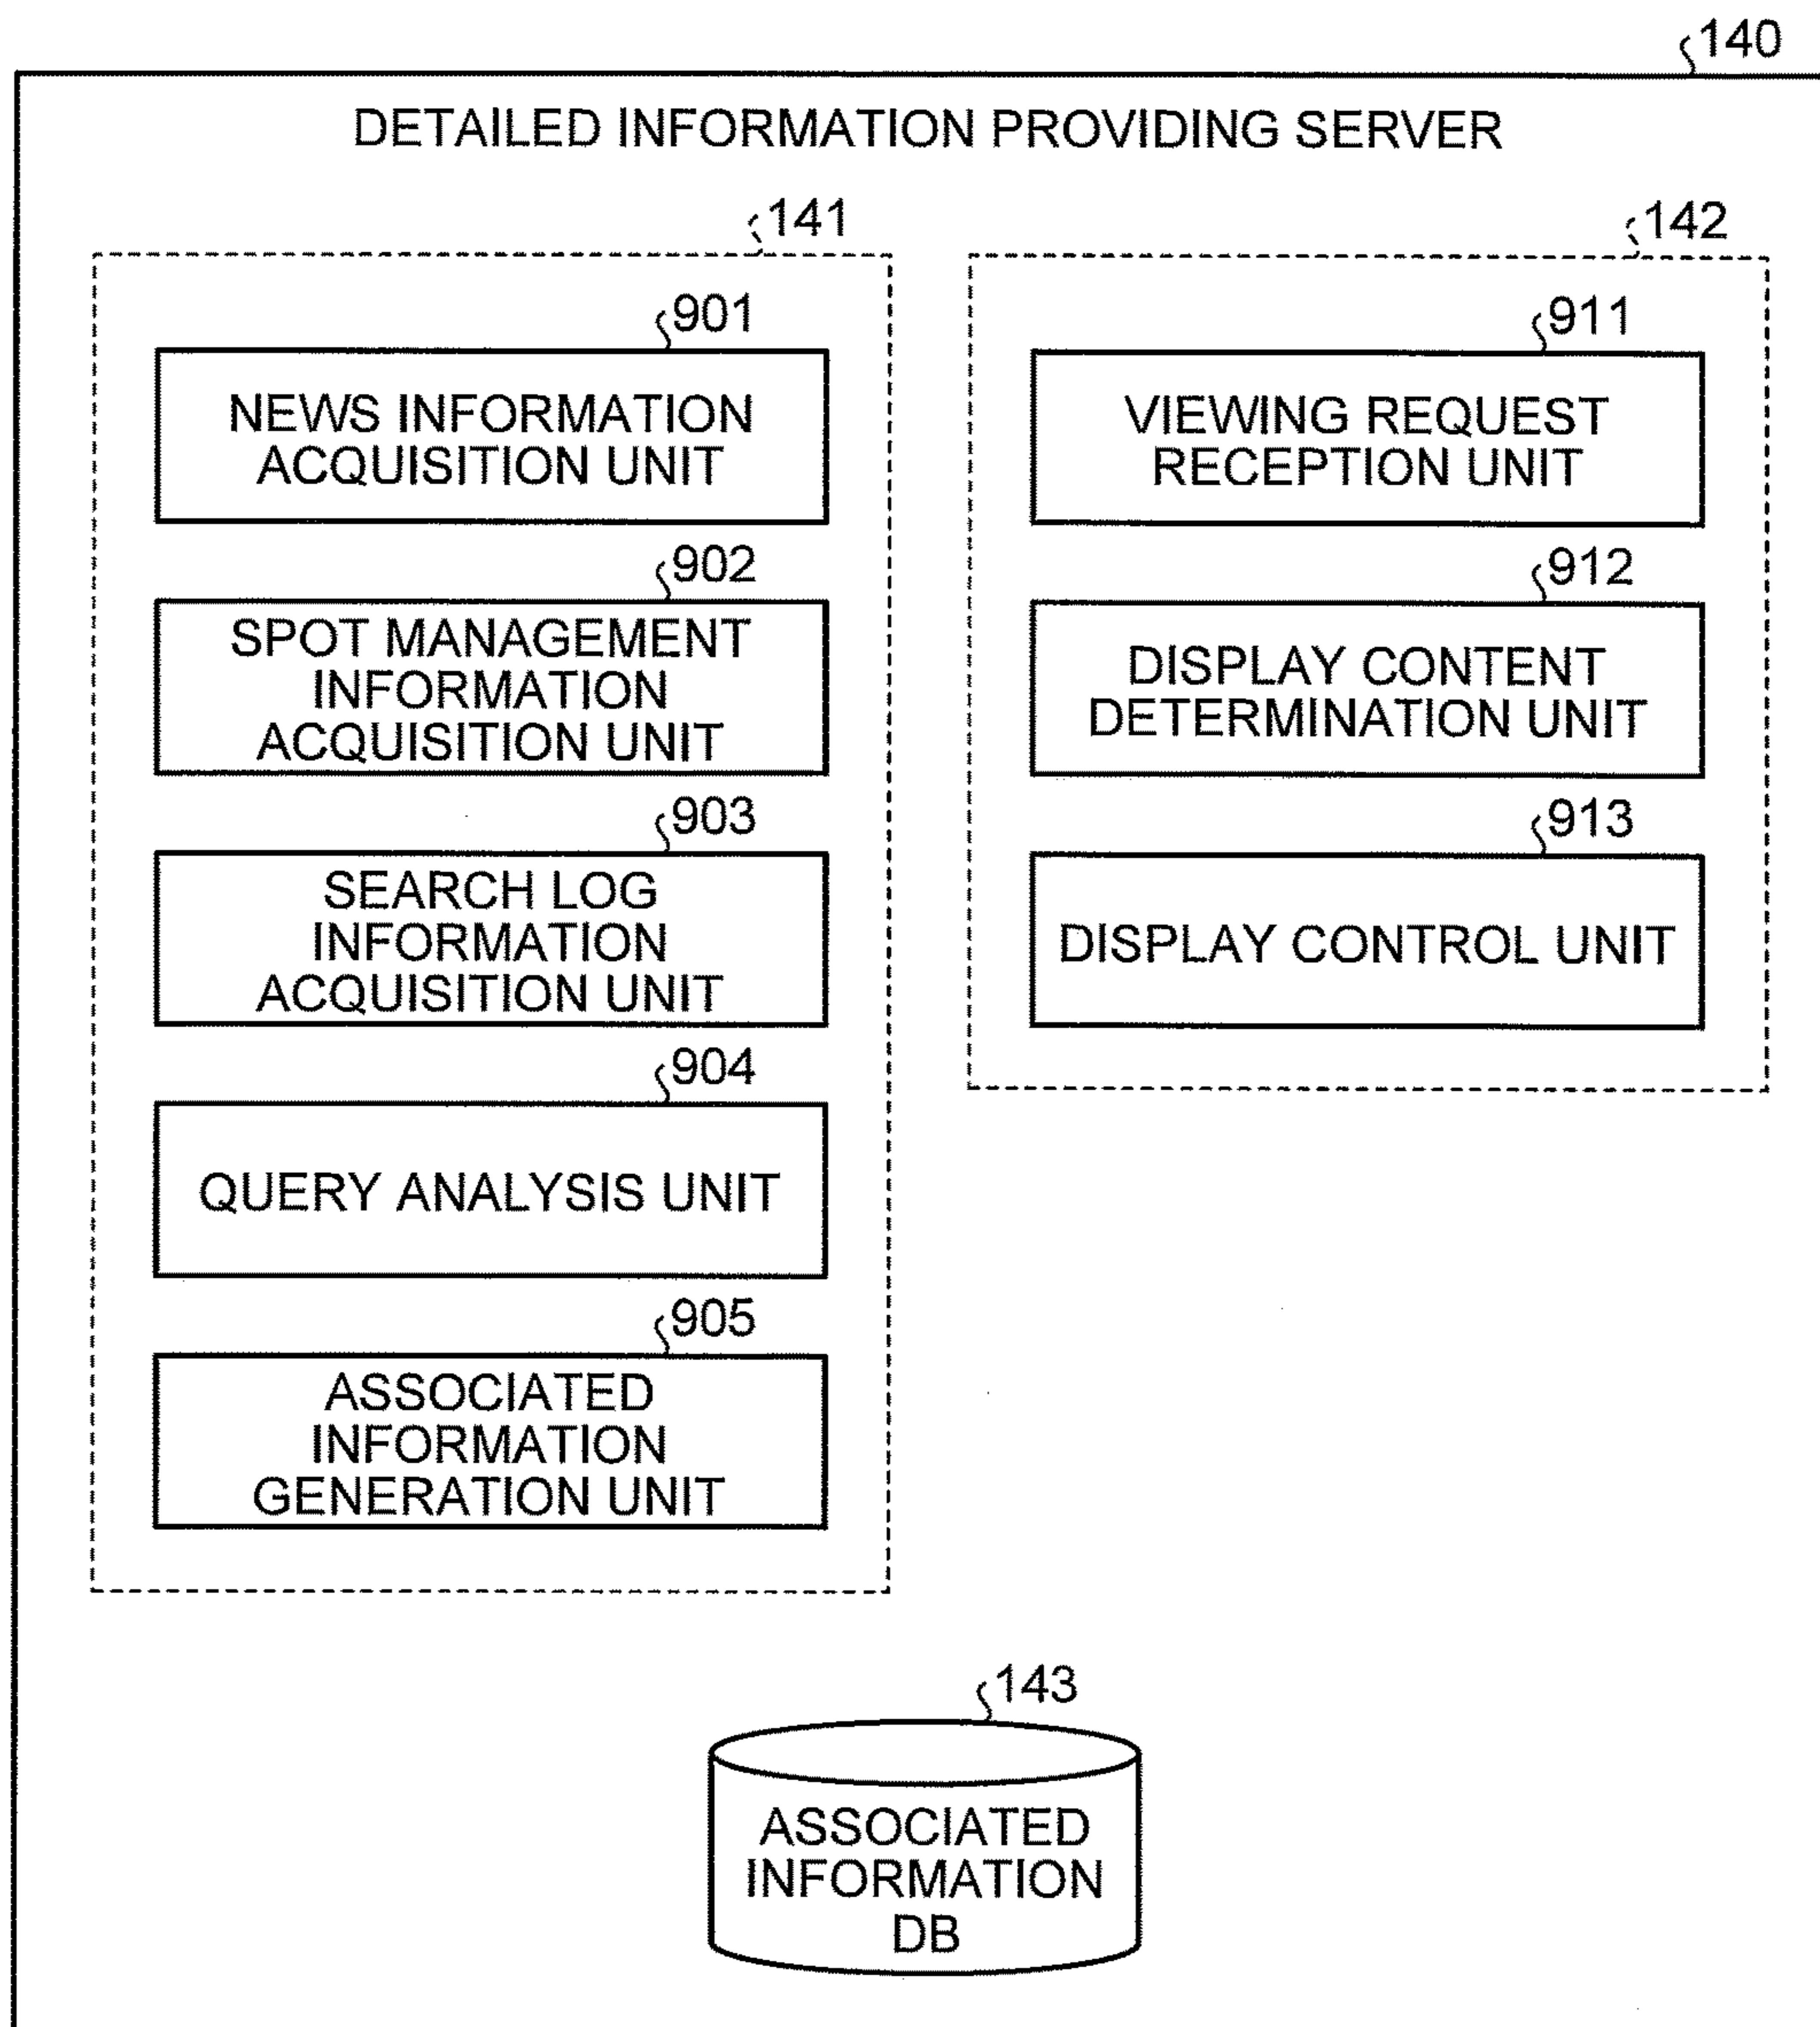 140
DETAILED INFORMATION PROVIDING SERVER
141
901
NEWS INFORMATION
ACQUISITION UNIT
902
SPOT MANAGEMENT
INFORMATION
ACQUISITION UNIT
903
SEARCH LOG
INFORMATION
ACQUISITION UNIT
904
QUERY ANALYSIS UNIT
905
ASSOCIATED
INFORMATION
GENERATION UNIT
142
911
VIEWING REQUEST
RECEPTION UNIT
912
DISPLAY CONTENT
DETERMINATION UNIT
913
DISPLAY CONTROL UNIT
143
ASSOCIATED
INFORMATION
DB